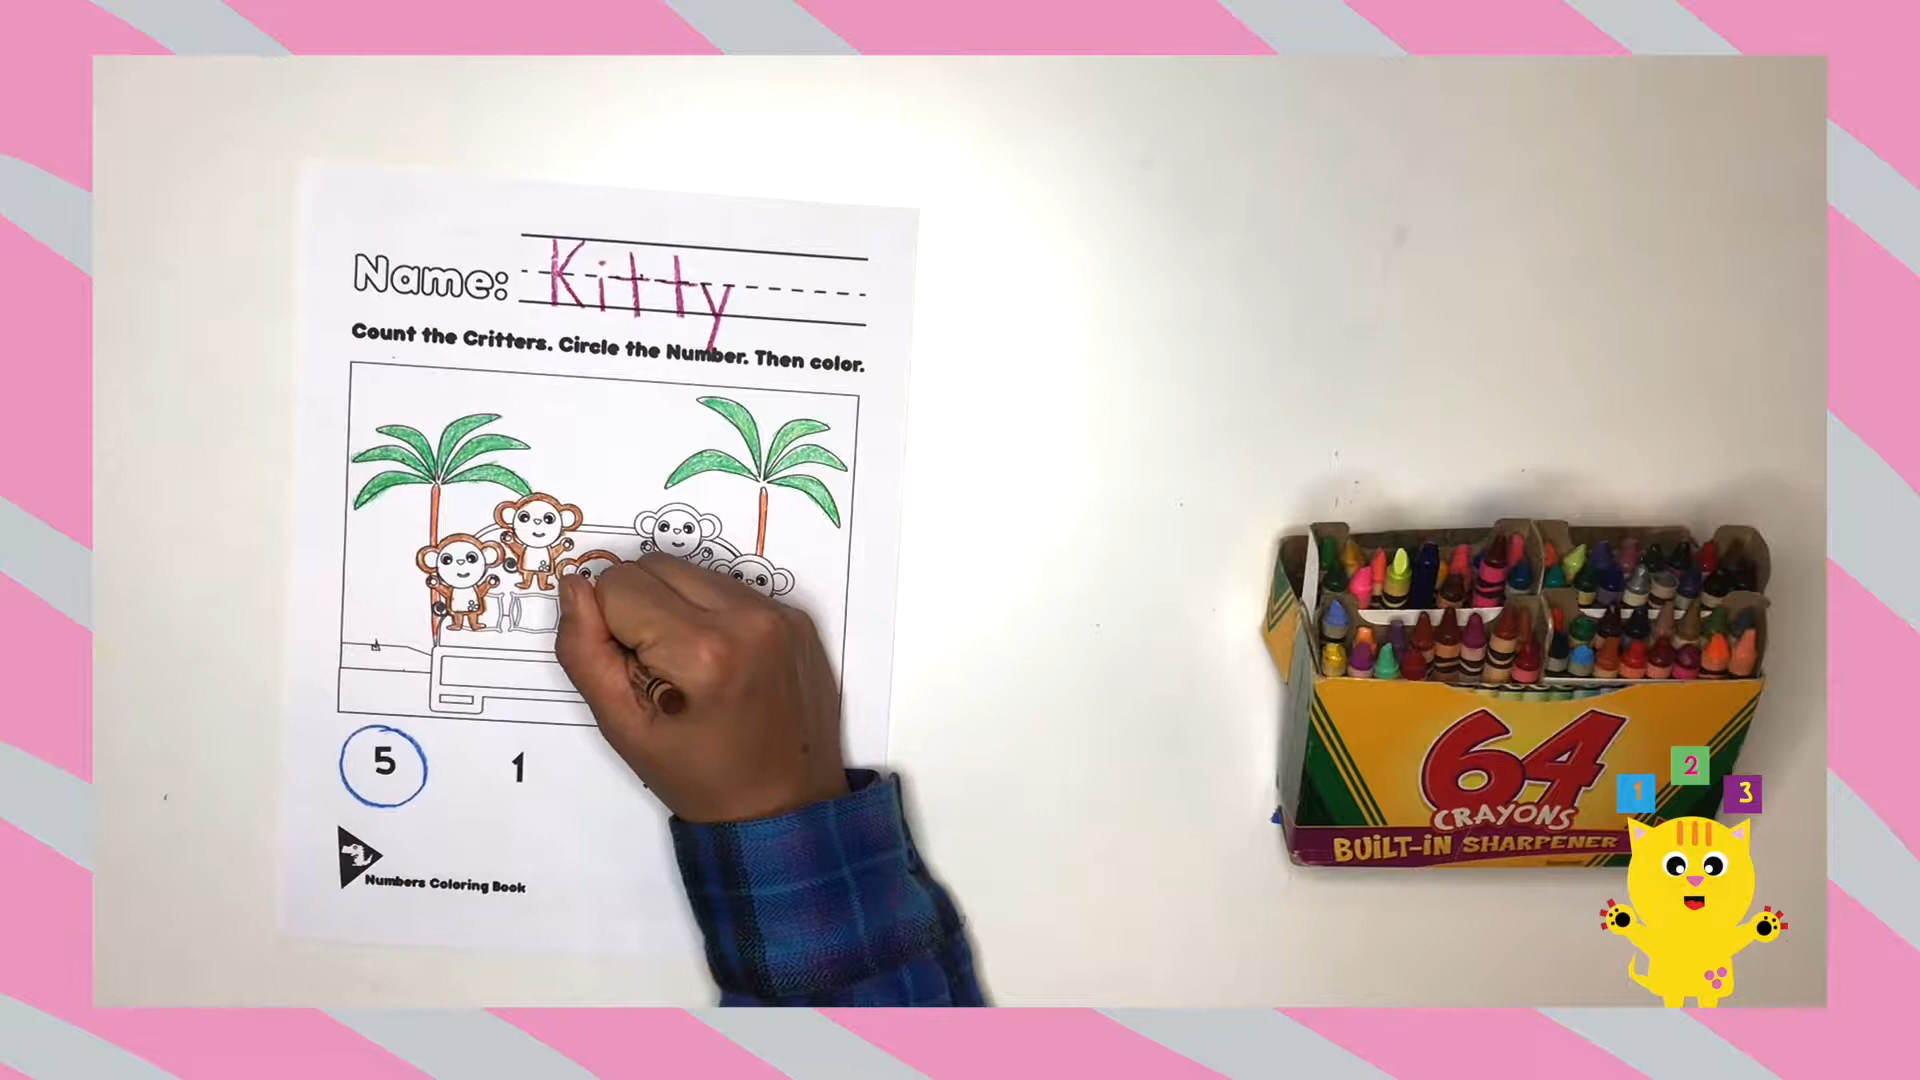 Name: Kitty
Count the Critters. Circle the Number. Then color.
5 1
Numbers Coloring Book
64
CRAYONS
BUILT-IN SHARPENER
1 2 3